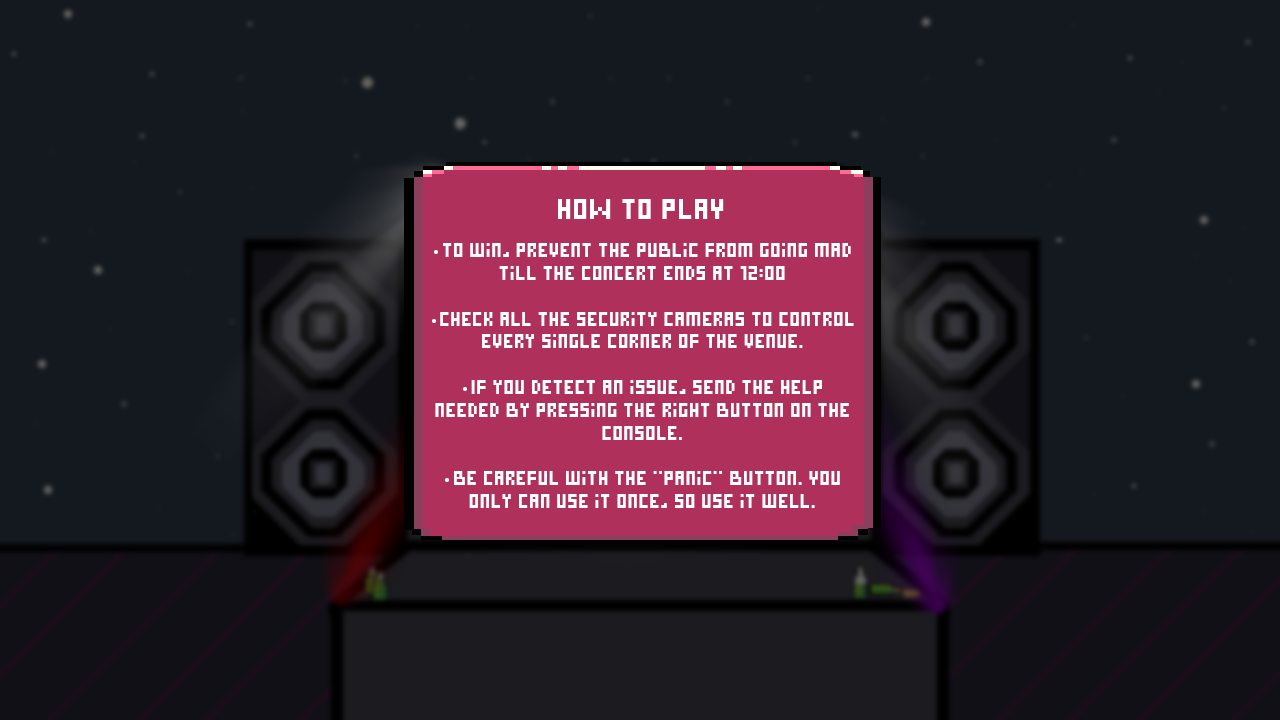 HOW TO PLAY
·TO WiN, PREVENT THE PUBLiC FROM GOiNG MAD
TiLL THE CONCERT ENDS AT 12:00
·CHECK ALL THE SECURiTY CAMERAS TO CONTROL
EVERY SiNGLE CORNER OF THE VENUE.
·IF YOU DETECT AN iSSUE, SEND THE HELP
NEEDED BY PRESSiNG THE RiGHT BUTTON ON THE
CONSOLE.
·BE CAREFUL WiTH THE ¨PANiC¨ BUTTON. YOU
ONLY CAN USE iT ONCE, SO USE iT WELL.